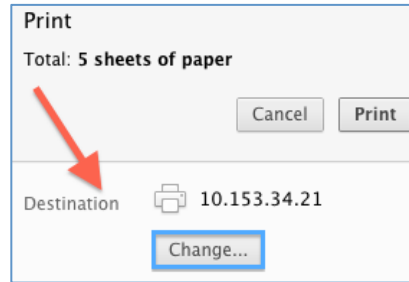 Print
Total: 5 sheets of paper
Cancel Print
Destination 10.153.34.21
Change...